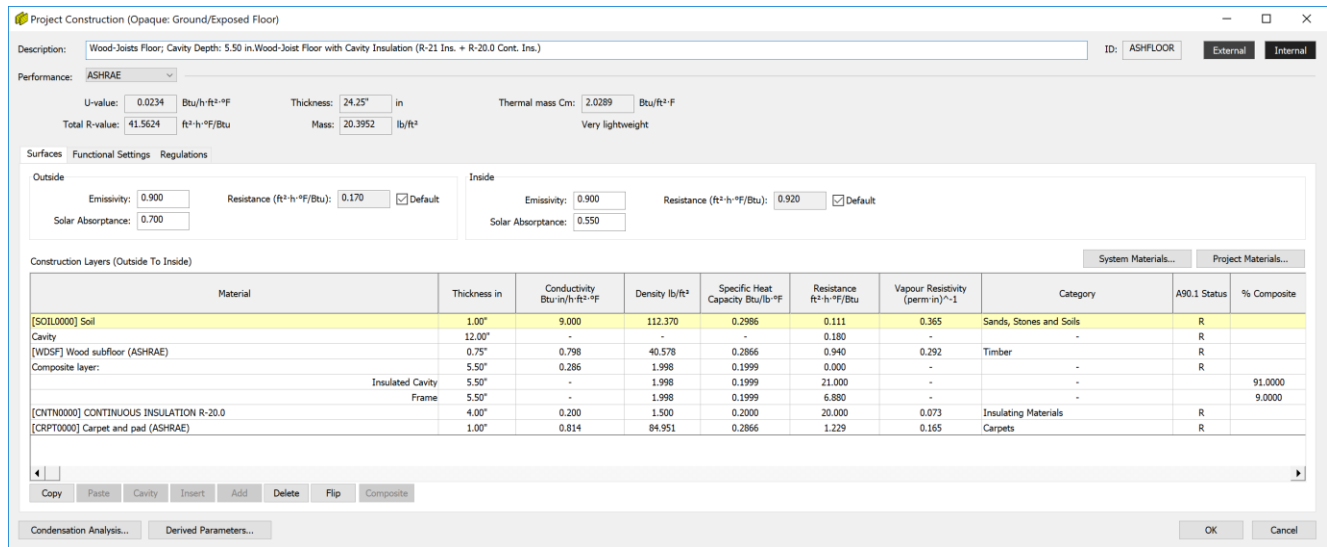 Project Construction (Opaque: Ground/Exposed Floor)
Description: Wood-Joists Floor; Cavity Depth: 5.50 in.Wood-Joist Floor with Cavity Insulation (R-21 Ins. + R-20.0 Cont. Ins.) ID: ASHFLOOR External Internal
Performance: ASHRAE
U-value: 0.0234 Btu/h·ft²·°F Thickness: 24.25" in Thermal mass Cm: 2.0289 Btu/ft²·F
Total R-value: 41.5624 ft²·h·°F/Btu Mass: 20.3952 lb/ft² Very lightweight
Surfaces Functional Settings Regulations
Outside Inside
Emissivity: 0.900 Resistance (ft²·h·°F/Btu): 0.170 Default Emissivity: 0.900 Resistance (ft²·h·°F/Btu): 0.920 Default
Solar Absorptance: 0.700 Solar Absorptance: 0.550
Construction Layers (Outside To Inside) System Materials... Project Materials...
Material Thickness in Conductivity Btu·in/h·ft²·°F Density lb/ft³ Specific Heat Capacity Btu/lb·°F Resistance ft²·h·°F/Btu Vapour Resistivity (perm·in)^-1 Category A90.1 Status % Composite
[SOIL0000] Soil 1.00" 9.000 112.370 0.2986 0.111 0.365 Sands, Stones and Soils R
Cavity 12.00" - - - 0.180 - - R
[WDSF] Wood subfloor (ASHRAE) 0.75" 0.798 40.578 0.2866 0.940 0.292 Timber R
Composite layer: 5.50" 0.286 1.998 0.1999 0.000 - - R
Insulated Cavity 5.50" - 1.998 0.1999 21.000 - - 91.0000
Frame 5.50" - 1.998 0.1999 6.880 - - 9.0000
[CNTN0000] CONTINUOUS INSULATION R-20.0 4.00" 0.200 1.500 0.2000 20.000 0.073 Insulating Materials R
[CRPT0000] Carpet and pad (ASHRAE) 1.00" 0.814 84.951 0.2866 1.229 0.165 Carpets R
Copy Paste Cavity Insert Add Delete Flip Composite
Condensation Analysis... Derived Parameters... OK Cancel